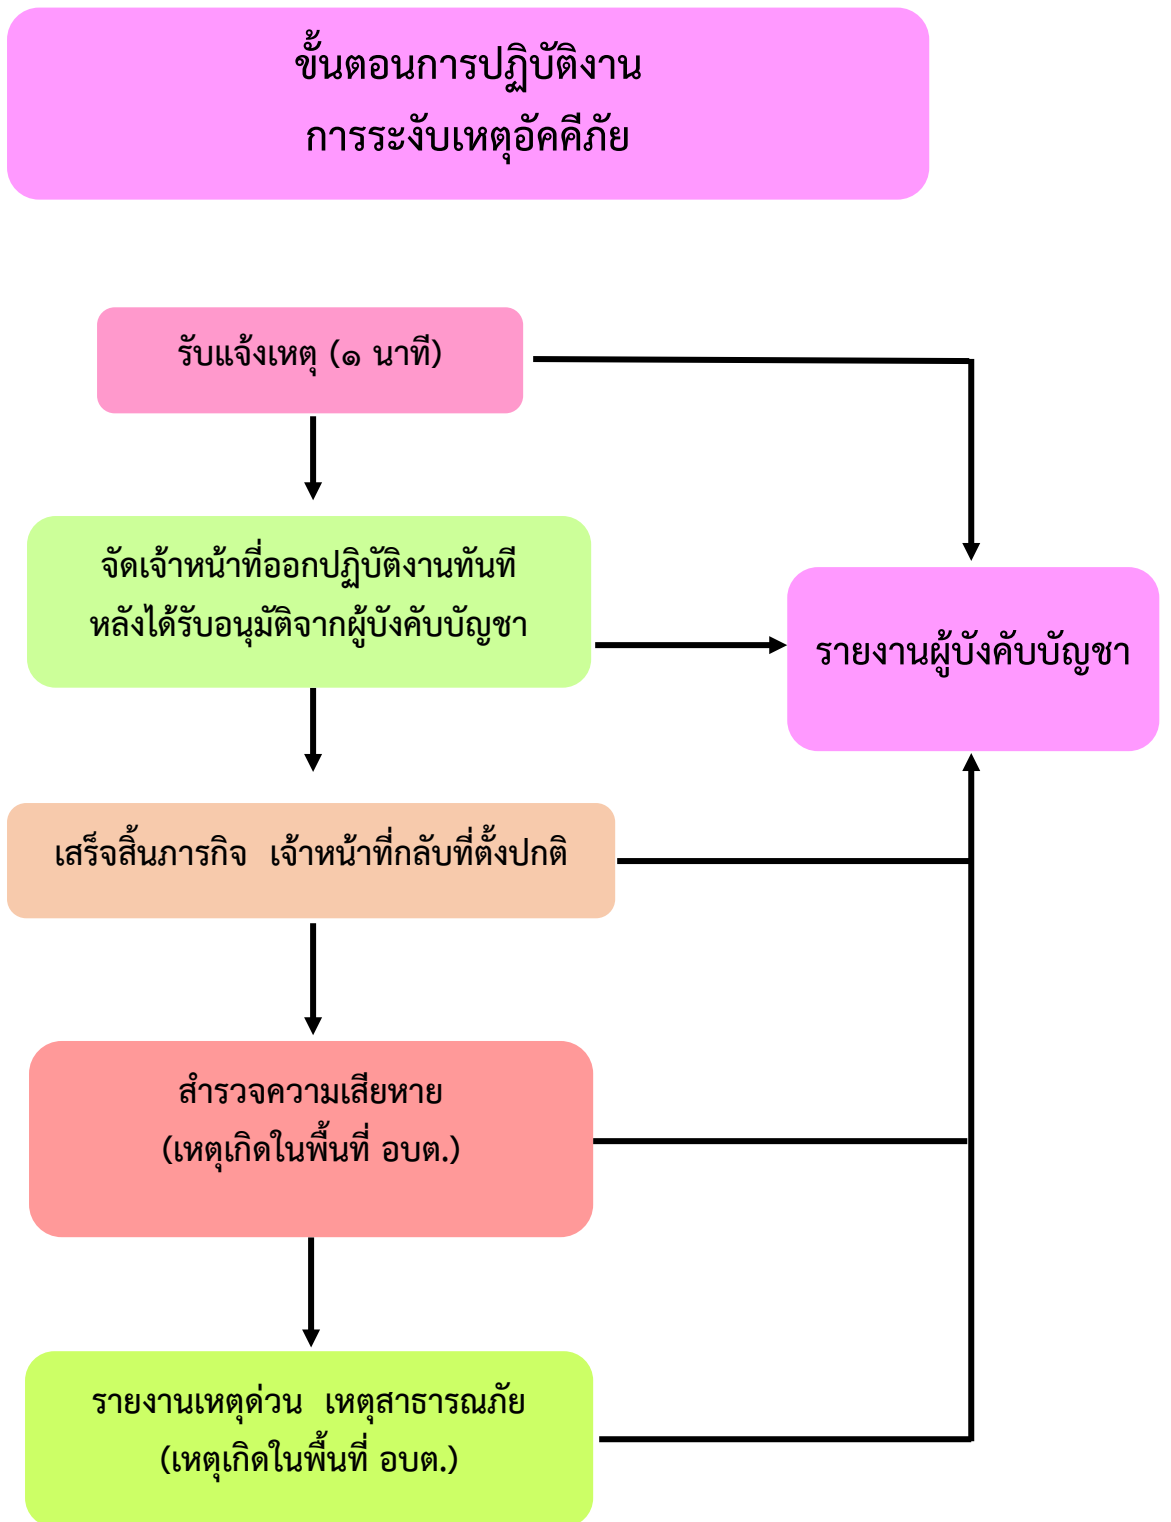 ขั้นตอนการปฏิบัติงาน
การระงับเหตุอัคคีภัย
รับแจ้งเหตุ (๑ นาที)
จัดเจ้าหน้าที่ออกปฏิบัติงานทันที
หลังได้รับอนุมัติจากผู้บังคับบัญชา
รายงานผู้บังคับบัญชา
เสร็จสิ้นภารกิจ เจ้าหน้าที่กลับที่ตั้งปกติ
สำรวจความเสียหาย
(เหตุเกิดในพื้นที่ อบต.)
รายงานเหตุด่วน เหตุสาธารณภัย
(เหตุเกิดในพื้นที่ อบต.)